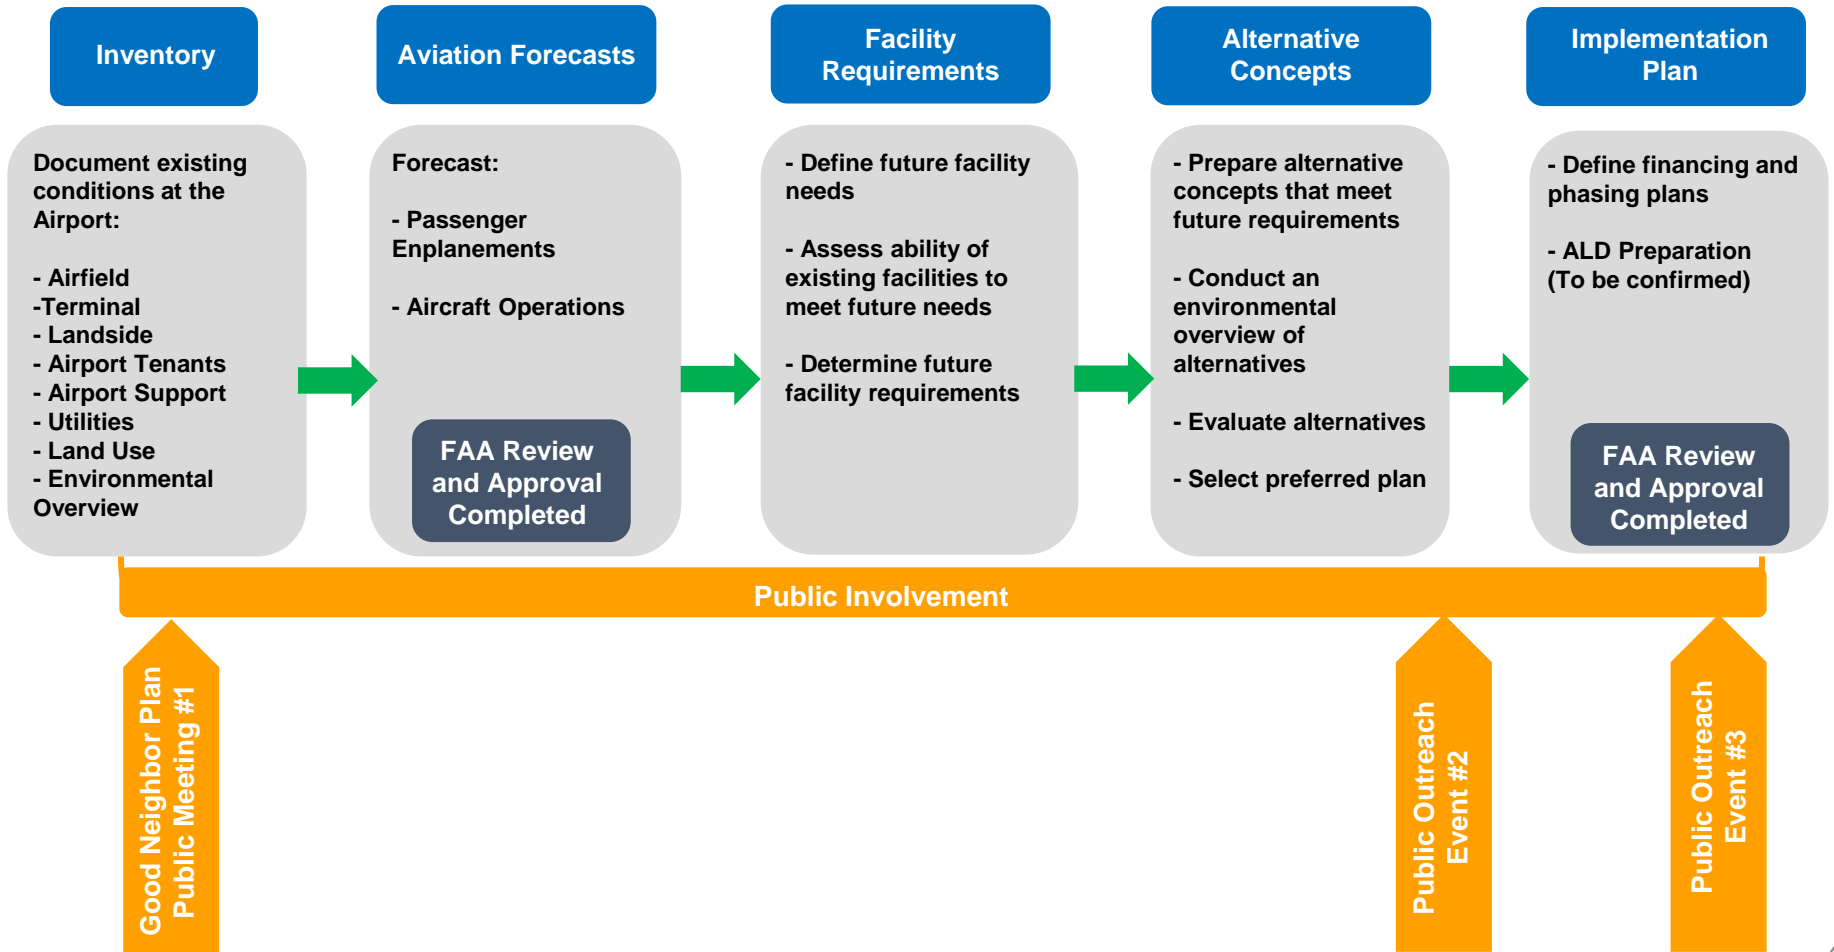 Inventory
Aviation Forecasts
Facility
Requirements
Alternative
Concepts
Implementation
Plan
Document existing
conditions at the
Airport:
- Airfield
-Terminal
- Landside
- Airport Tenants
- Airport Support
- Utilities
- Land Use
- Environmental
Overview
Forecast:
- Passenger
Enplanements
- Aircraft Operations
FAA Review
and Approval
Completed
- Define future facility
needs
- Assess ability of
existing facilities to
meet future needs
- Determine future
facility requirements
- Prepare alternative
concepts that meet
future requirements
- Conduct an
environmental
overview of
alternatives
- Evaluate alternatives
- Select preferred plan
- Define financing and
phasing plans
- ALD Preparation
(To be confirmed)
FAA Review
and Approval
Completed
Public Involvement
Good Neighbor Plan
Public Meeting #1
Public Outreach
Event #2
Public Outreach
Event #3